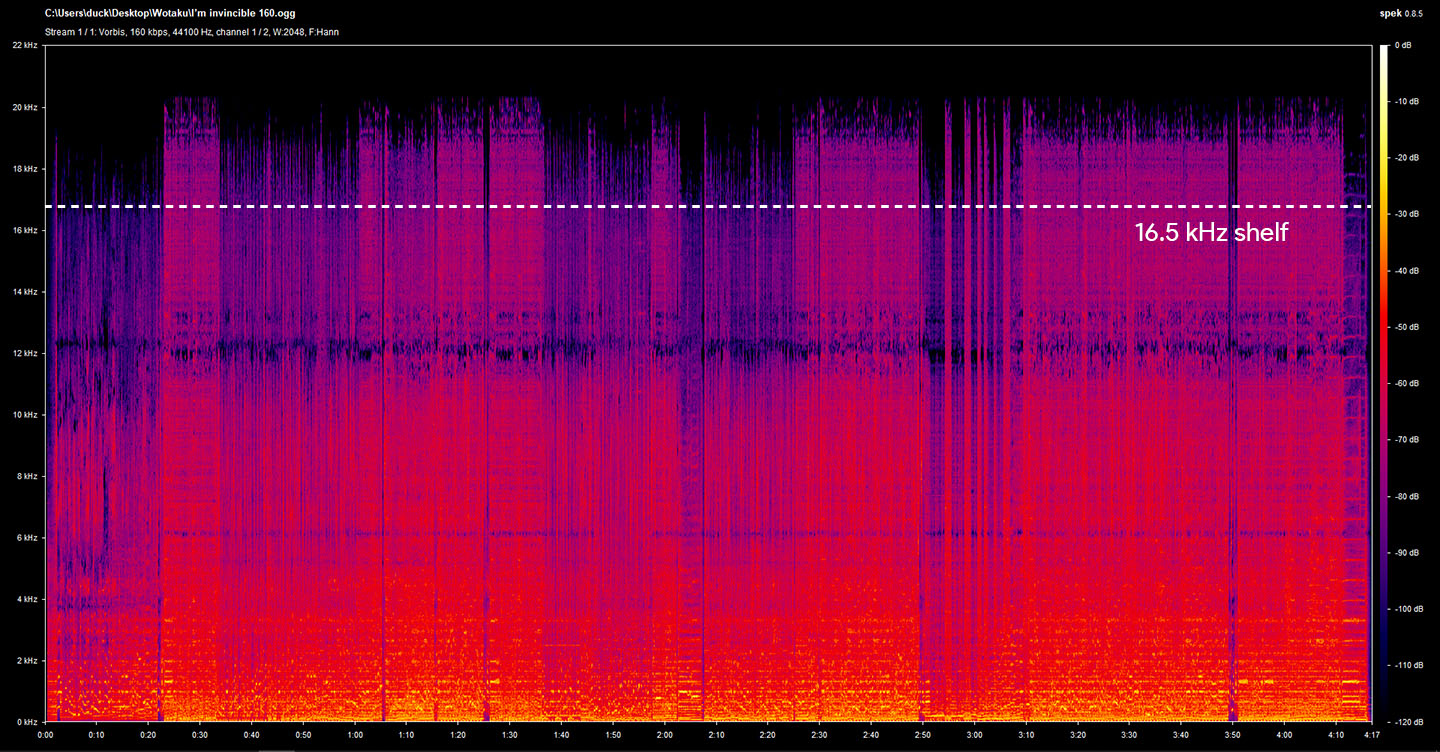 C:\Users\duck\Desktop\Wotaku\I'm invincible 160.ogg
spek 0.8.5
Stream 1 / 1: Vorbis, 160 kbps, 44100 Hz, channel 1 / 2, W:2048, F:Hann
22 kHz
20 kHz
18 kHz
16 kHz
14 kHz
12 kHz
10 kHz
8 kHz
6 kHz
4 kHz
2 kHz
0 kHz
16.5 kHz shelf
0 dB
-10 dB
-20 dB
-30 dB
-40 dB
-50 dB
-60 dB
-70 dB
-80 dB
-90 dB
-100 dB
-110 dB
-120 dB
0:00 0:10 0:20 0:30 0:40 0:50 1:00 1:10 1:20 1:30 1:40 1:50 2:00 2:10 2:20 2:30 2:40 2:50 3:00 3:10 3:20 3:30 3:40 3:50 4:00 4:10 4:17